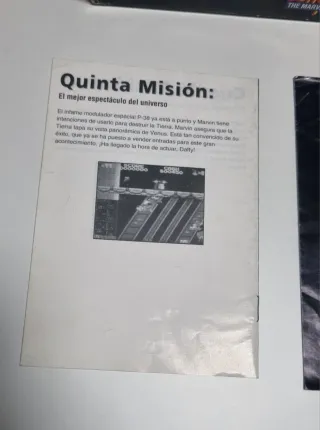 THE MARV
Quinta Misión:
El mejor espectáculo del universo
El infame modulador espacial P-38 ya está a punto y Marvin tiene
intenciones de usarlo para destruir la Tierra. Marvin asegura que la
Tierra tapa su vista panorámica de Venus. Está tan convencido de su
éxito, que ya se ha puesto a vender entradas para este gran
acontecimiento. ¡Ha llegado la hora de actuar, Daffy!